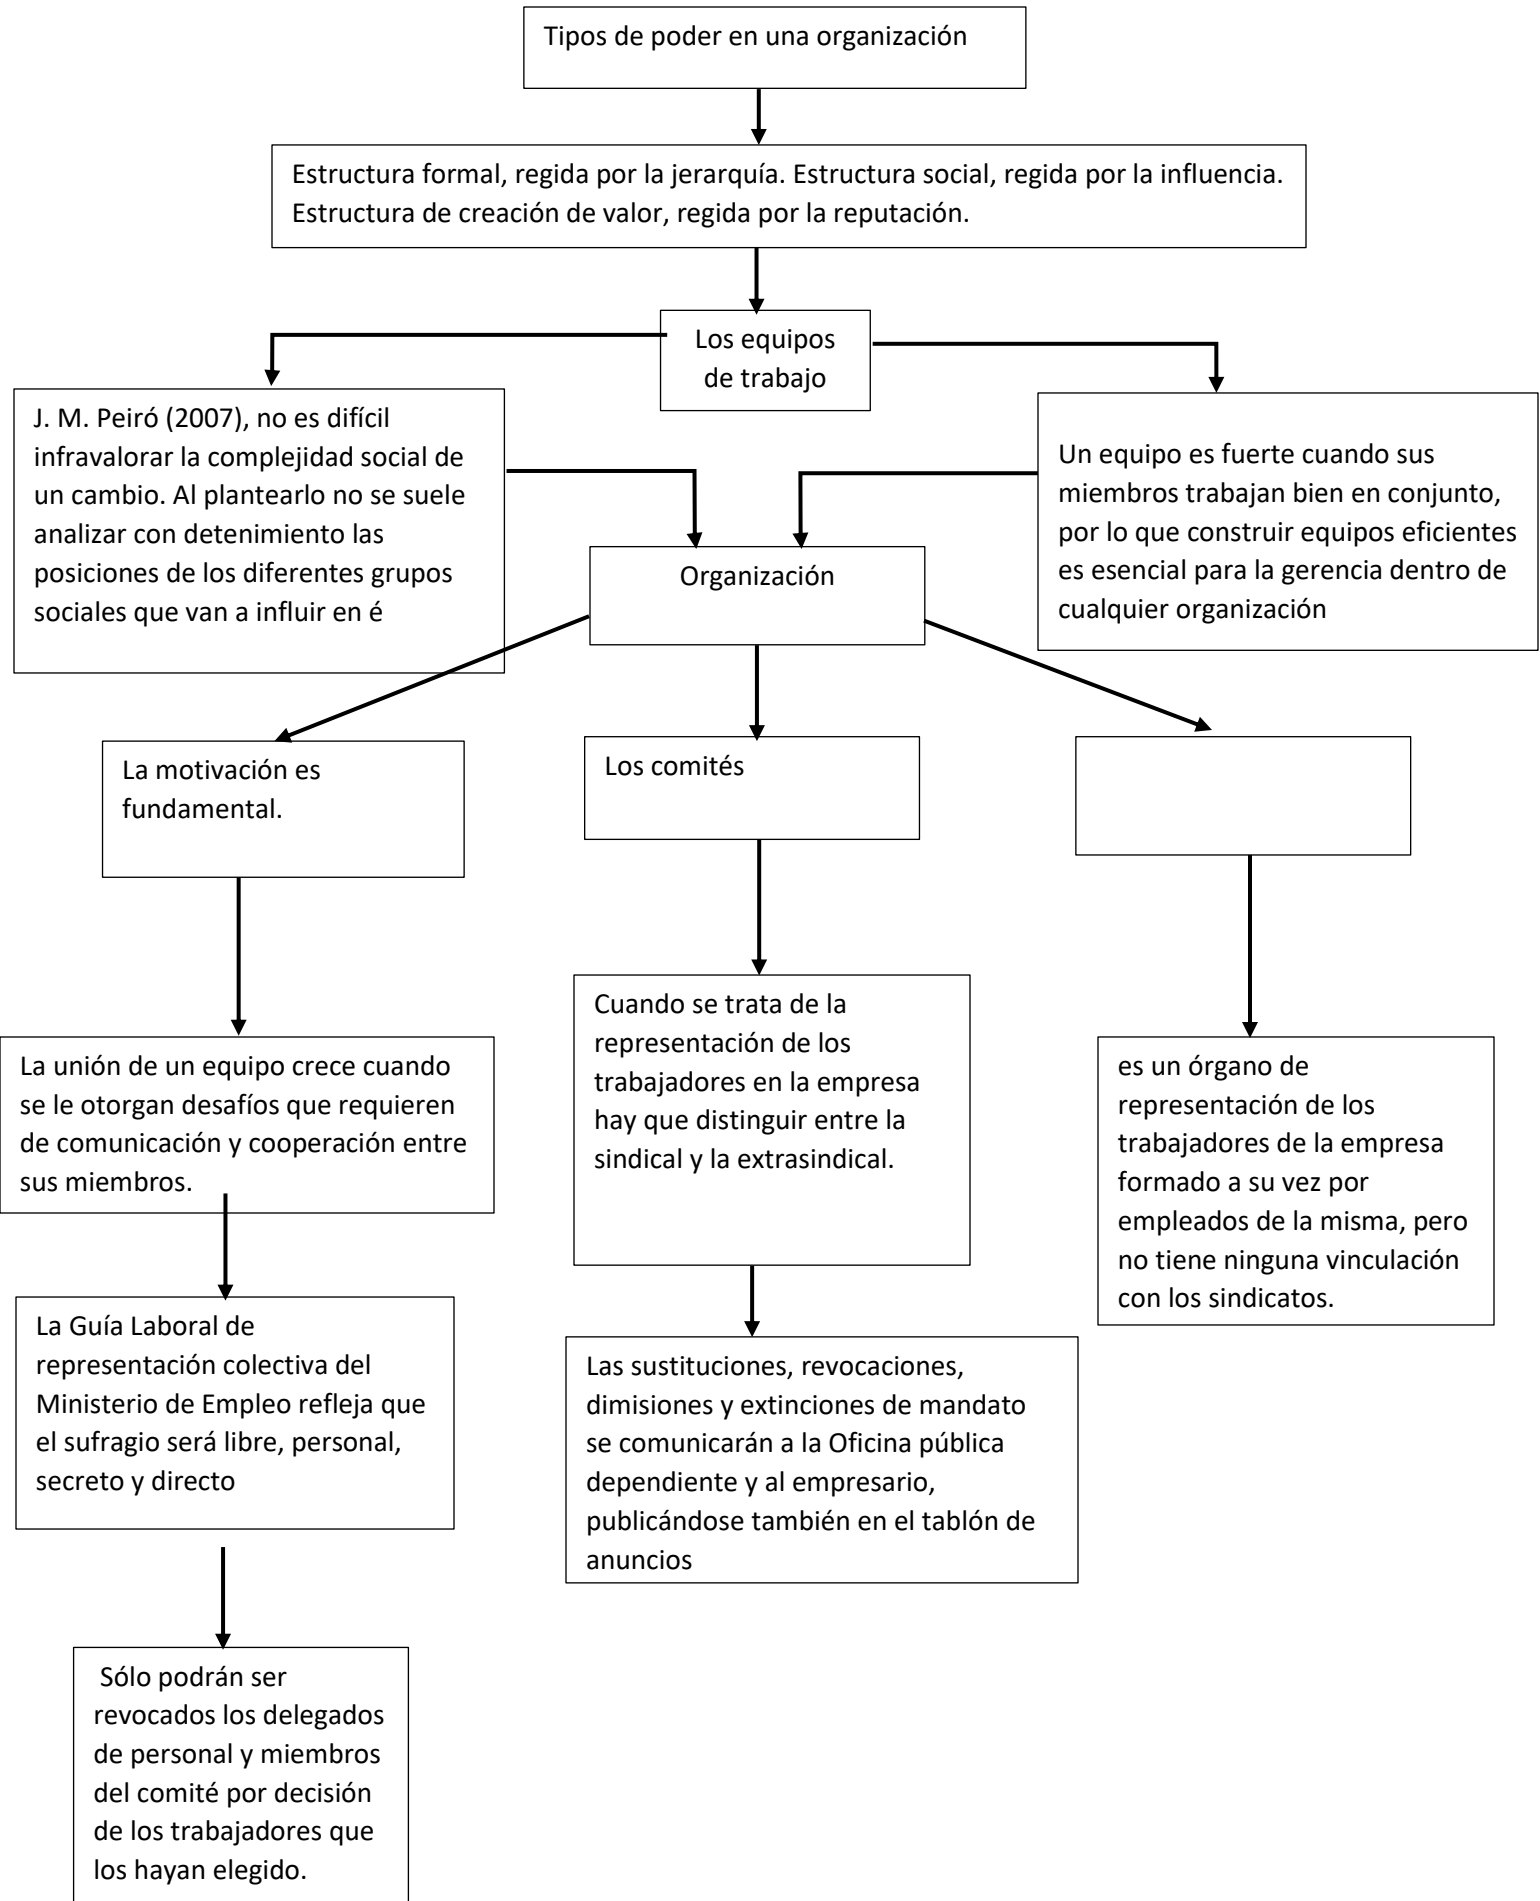 Tipos de poder en una organización
Estructura formal, regida por la jerarquía. Estructura social, regida por la influencia.
Estructura de creación de valor, regida por la reputación.
Los equipos
de trabajo
J. M. Peiró (2007), no es difícil
infravalorar la complejidad social de
un cambio. Al plantearlo no se suele
analizar con detenimiento las
posiciones de los diferentes grupos
sociales que van a influir en é
Un equipo es fuerte cuando sus
miembros trabajan bien en conjunto,
por lo que construir equipos eficientes
es esencial para la gerencia dentro de
cualquier organización
Organización
La motivación es
fundamental.
Los comités
La unión de un equipo crece cuando
se le otorgan desafíos que requieren
de comunicación y cooperación entre
sus miembros.
Cuando se trata de la
representación de los
trabajadores en la empresa
hay que distinguir entre la
sindical y la extrasindical.
es un órgano de
representación de los
trabajadores de la empresa
formado a su vez por
empleados de la misma, pero
no tiene ninguna vinculación
con los sindicatos.
La Guía Laboral de
representación colectiva del
Ministerio de Empleo refleja que
el sufragio será libre, personal,
secreto y directo
Las sustituciones, revocaciones,
dimisiones y extinciones de mandato
se comunicarán a la Oficina pública
dependiente y al empresario,
publicándose también en el tablón de
anuncios
Sólo podrán ser
revocados los delegados
de personal y miembros
del comité por decisión
de los trabajadores que
los hayan elegido.